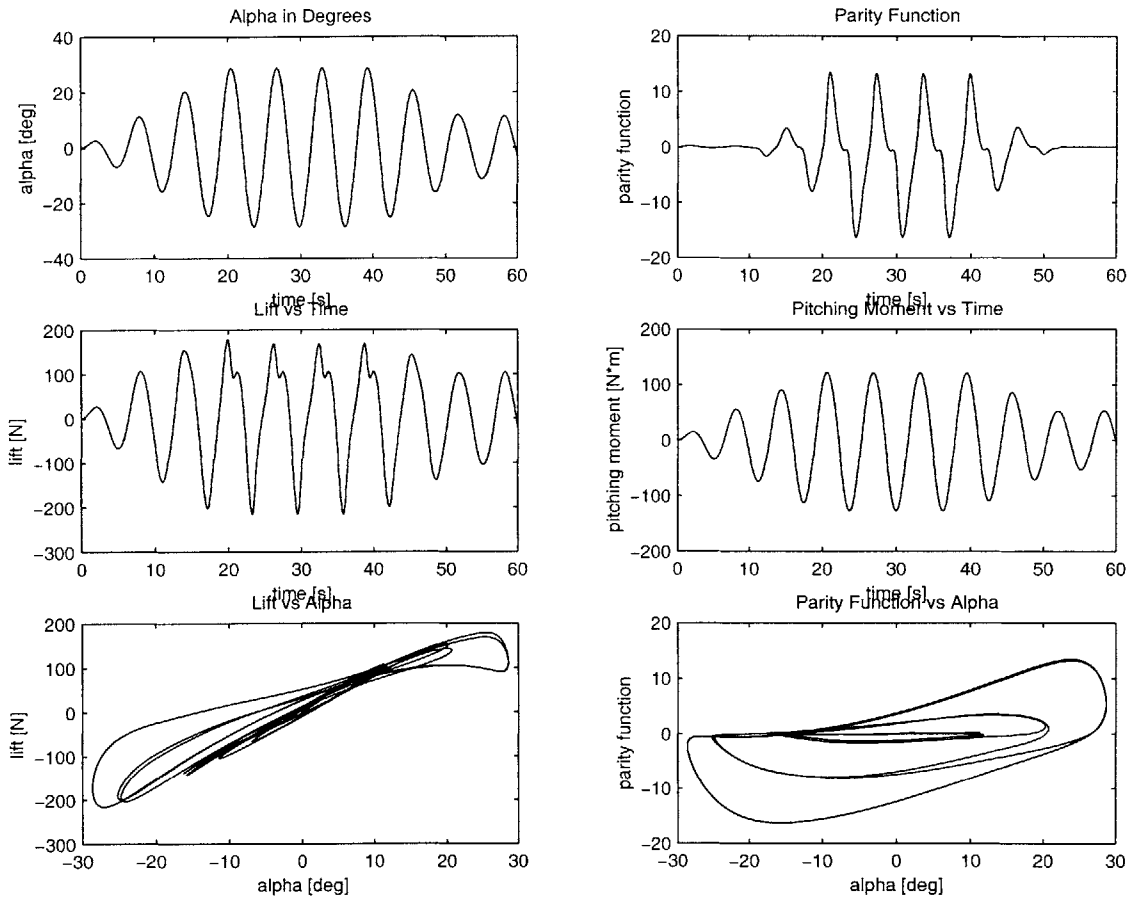 Alpha in Degrees
40
20
0
−20
−40
alpha [deg]
0 10 20 30 40 50 60
time [s]
Parity Function
20
10
0
−10
−20
parity function
0 10 20 30 40 50 60
time [s]
Lift vs Time
200
100
0
−100
−200
−300
lift [N]
0 10 20 30 40 50 60
time [s]
Pitching Moment vs Time
200
100
0
−100
−200
pitching moment [N*m]
0 10 20 30 40 50 60
time [s]
Lift vs Alpha
200
100
0
−100
−200
−300
lift [N]
−30 −20 −10 0 10 20 30
alpha [deg]
Parity Function vs Alpha
20
10
0
−10
−20
parity function
−30 −20 −10 0 10 20 30
alpha [deg]